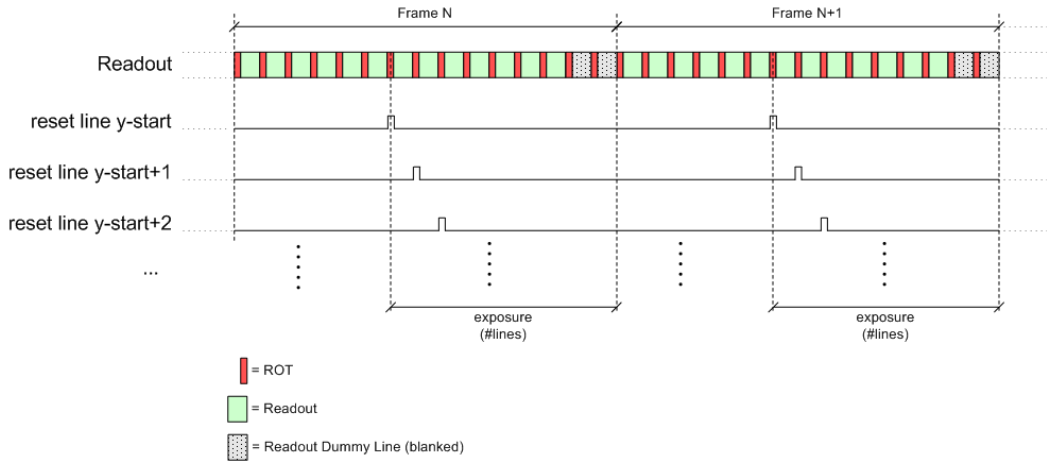 Frame N
Frame N+1
Readout
reset line y-start
reset line y-start+1
reset line y-start+2
...
exposure
(#lines)
exposure
(#lines)
= ROT
= Readout
= Readout Dummy Line (blanked)